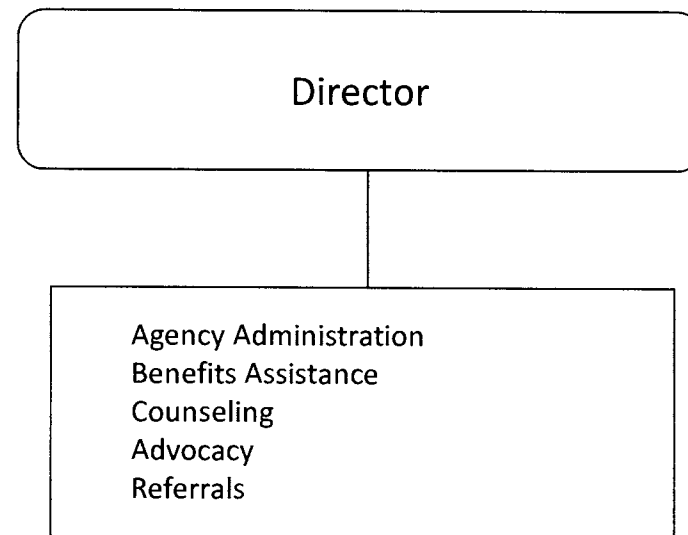 Director
Agency Administration
Benefits Assistance
Counseling
Advocacy
Referrals